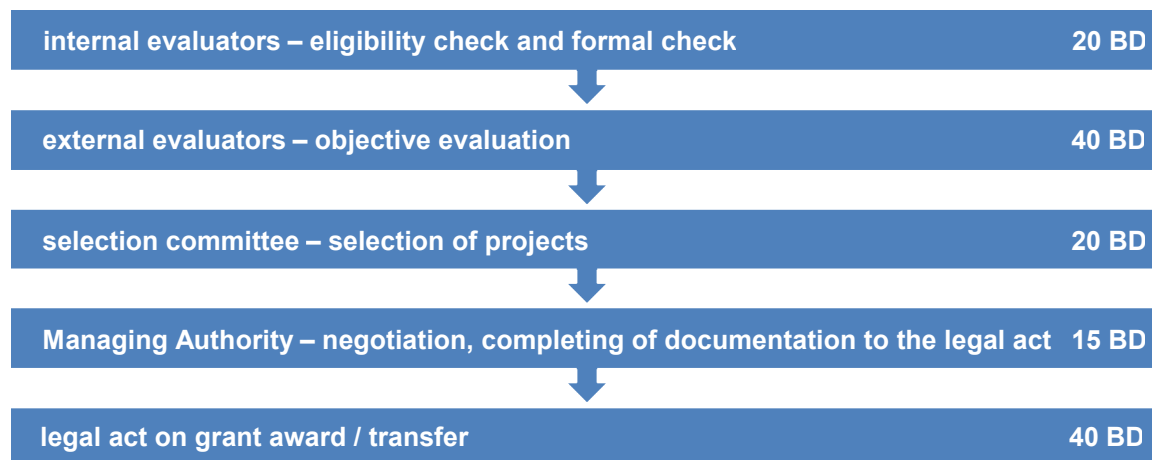 internal evaluators – eligibility check and formal check 20 BD
external evaluators – objective evaluation 40 BD
selection committee – selection of projects 20 BD
Managing Authority – negotiation, completing of documentation to the legal act 15 BD
legal act on grant award / transfer 40 BD